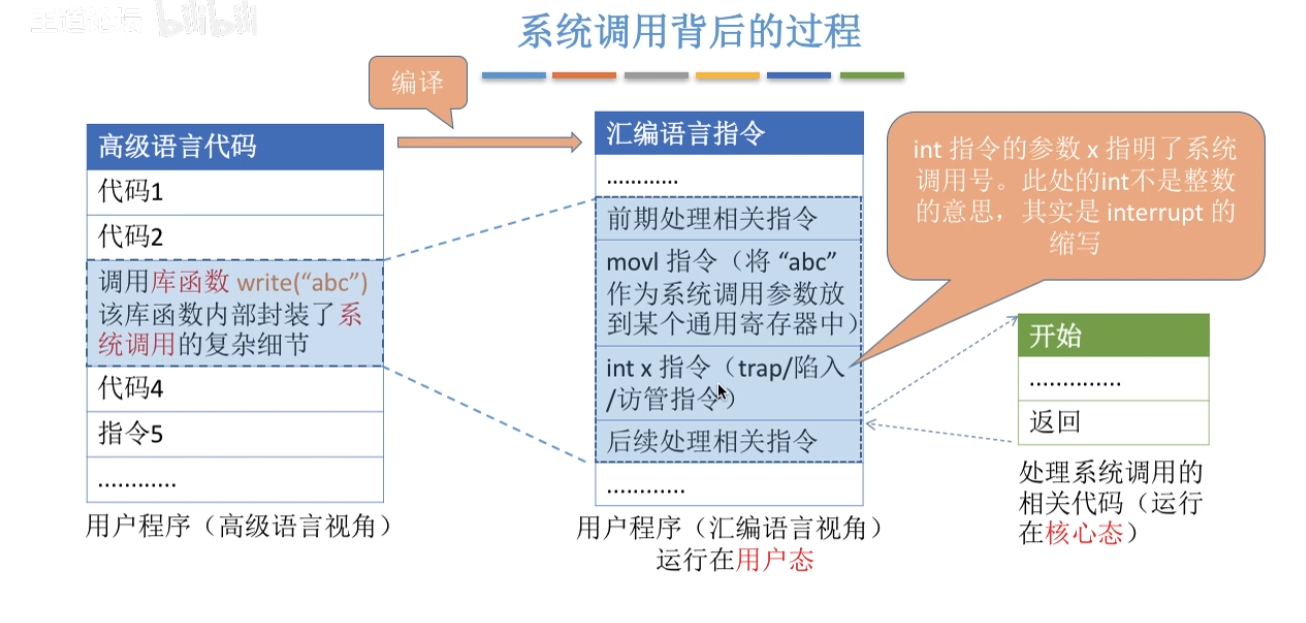 王道论坛 bilibili
系统调用背后的过程
编译
高级语言代码
代码1
代码2
调用库函数 write(“abc”)
该库函数内部封装了系
统调用的复杂细节
代码4
指令5
............
用户程序（高级语言视角）
汇编语言指令
............
前期处理相关指令
movl 指令（将 “abc”
作为系统调用参数放
到某个通用寄存器中）
int x 指令（trap/陷入
/访管指令）
后续处理相关指令
............
用户程序（汇编语言视角）
运行在用户态
int 指令的参数 x 指明了系统
调用号。此处的int不是整数
的意思，其实是 interrupt 的
缩写
开始
..............
返回
处理系统调用的
相关代码（运行
在核心态）